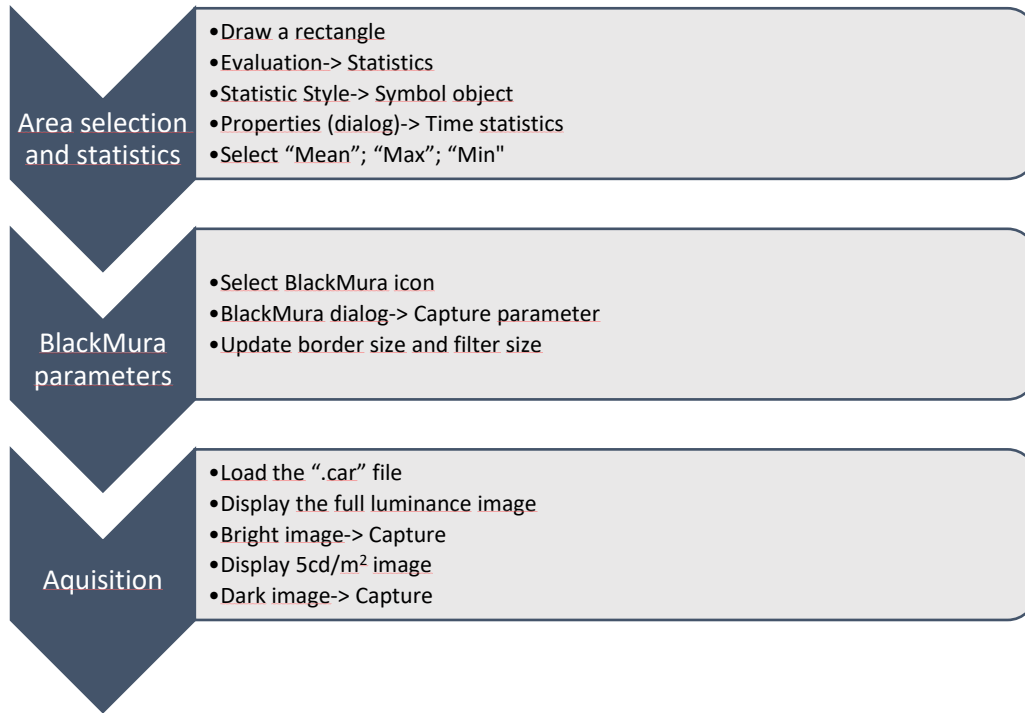 Area selection
and statistics
•Draw a rectangle
•Evaluation-> Statistics
•Statistic Style-> Symbol object
•Properties (dialog)-> Time statistics
•Select “Mean”; “Max”; “Min"
BlackMura
parameters
•Select BlackMura icon
•BlackMura dialog-> Capture parameter
•Update border size and filter size
Aquisition
•Load the “.car” file
•Display the full luminance image
•Bright image-> Capture
•Display 5cd/m² image
•Dark image-> Capture